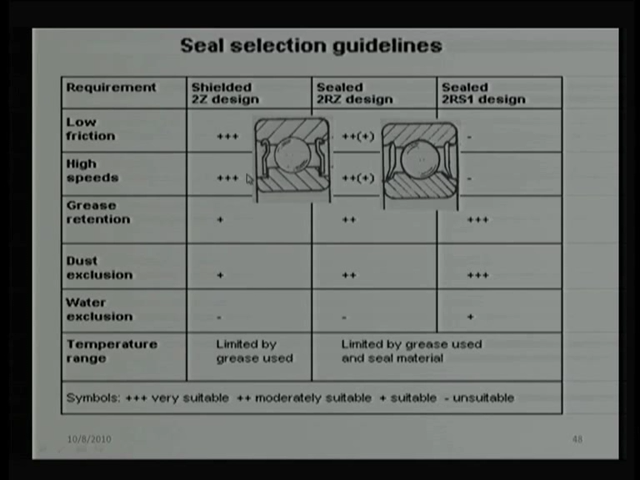 Seal selection guidelines
Requirement
Shielded
2Z design
Sealed
2RZ design
Sealed
2RS1 design
Low
friction
+++
++(+)
-
High
speeds
+++
++(+)
-
Grease
retention
+
++
+++
Dust
exclusion
+
++
+++
Water
exclusion
-
-
+
Temperature
range
Limited by
grease used
Limited by grease used
and seal material
Symbols: +++ very suitable ++ moderately suitable + suitable - unsuitable
10/8/2010
48